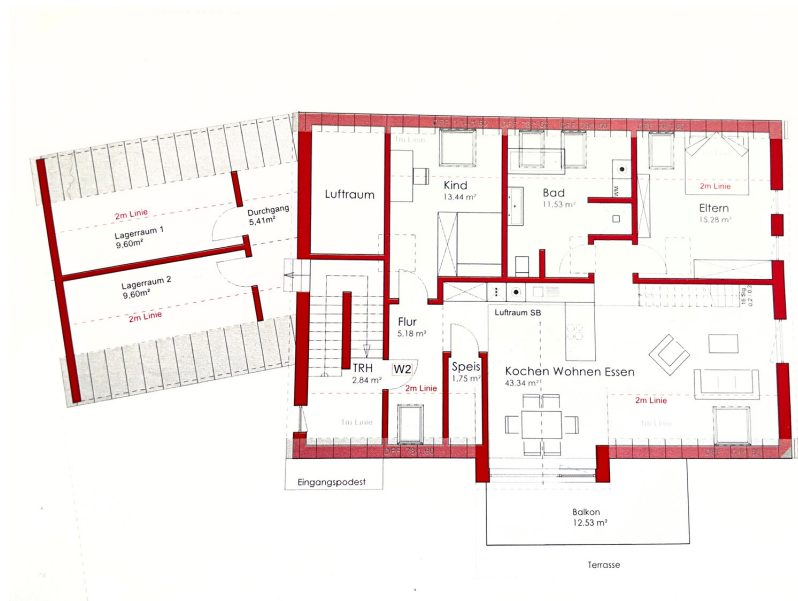 1m Linie
Kind
13.44 m²
Bad
11,53 m²
WM
2m Linie
Eltern
15.28 m²
Luftraum
2m Linie
Durchgang
5,41m²
Lagerraum 1
9.60m²
Lagerraum 2
9,60m²
2m Linie
Luftraum SB
Flur
5,18 m²
TRH
2,84 m²
W2
2m Linie
Speis
1,75 m²
Kochen Wohnen Essen
43.34 m²
2m Linie
1m Linie
1m Linie
Eingangspodest
Balkon
12,53 m²
Terrasse